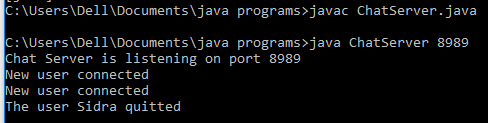 C:\Users\Dell\Documents\java programs>javac ChatServer.java
C:\Users\Dell\Documents\java programs>java ChatServer 8989
Chat Server is listening on port 8989
New user connected
New user connected
The user Sidra quitted